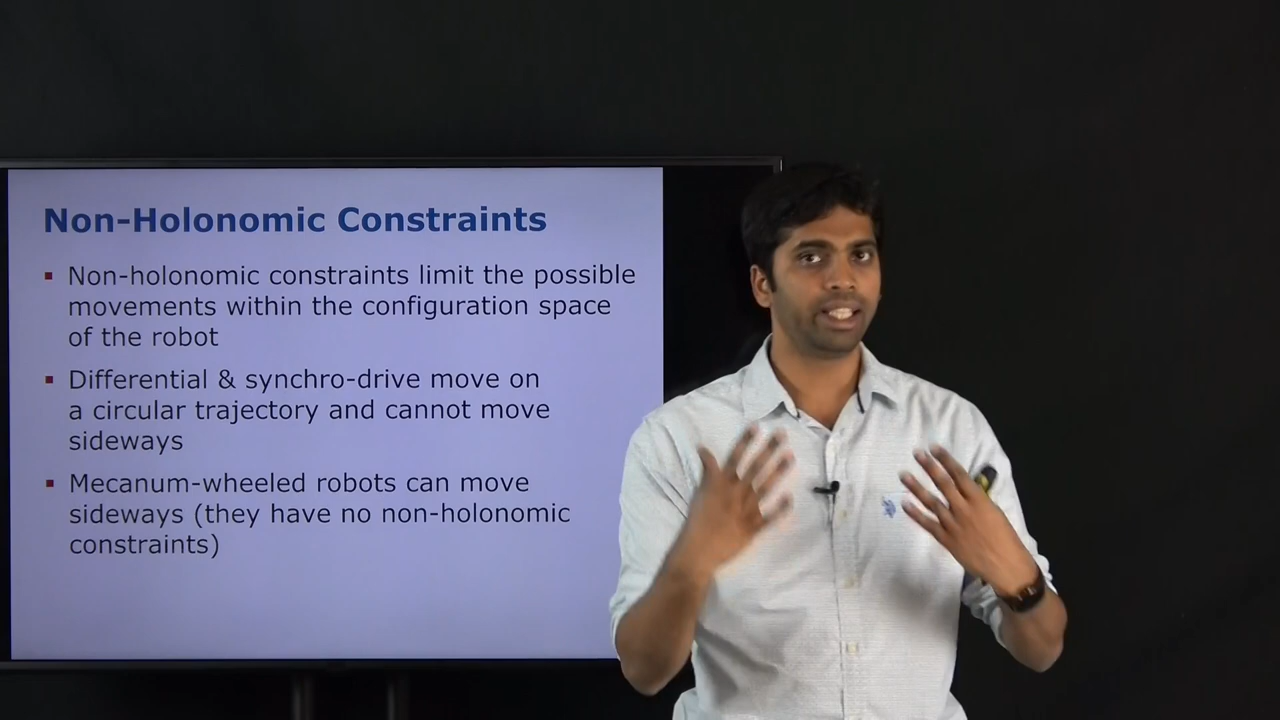 Non-Holonomic Constraints
▪ Non-holonomic constraints limit the possible
movements within the configuration space
of the robot
▪ Differential & synchro-drive move on
a circular trajectory and cannot move
sideways
▪ Mecanum-wheeled robots can move
sideways (they have no non-holonomic
constraints)